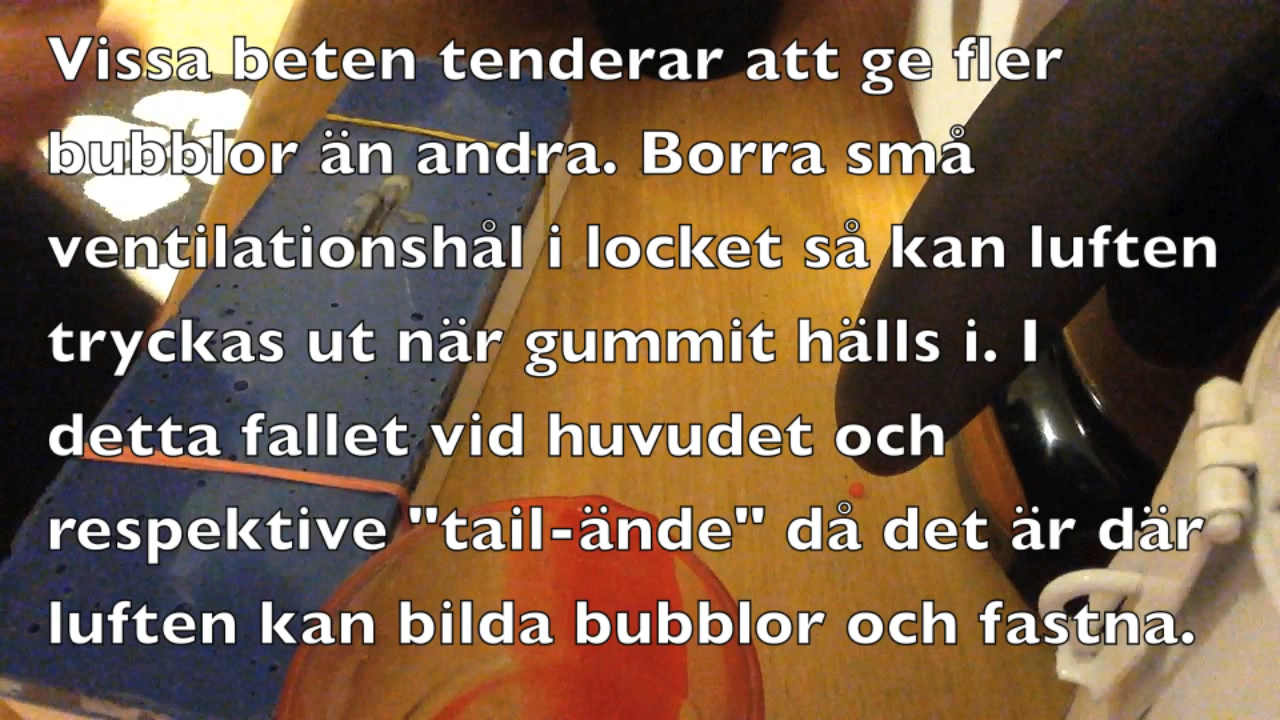 Vissa beten tenderar att ge fler
bubblor än andra. Borra små
ventilationshål i locket så kan luften
tryckas ut när gummit hälls i. I
detta fallet vid huvudet och
respektive "tail-ände" då det är där
luften kan bilda bubblor och fastna.